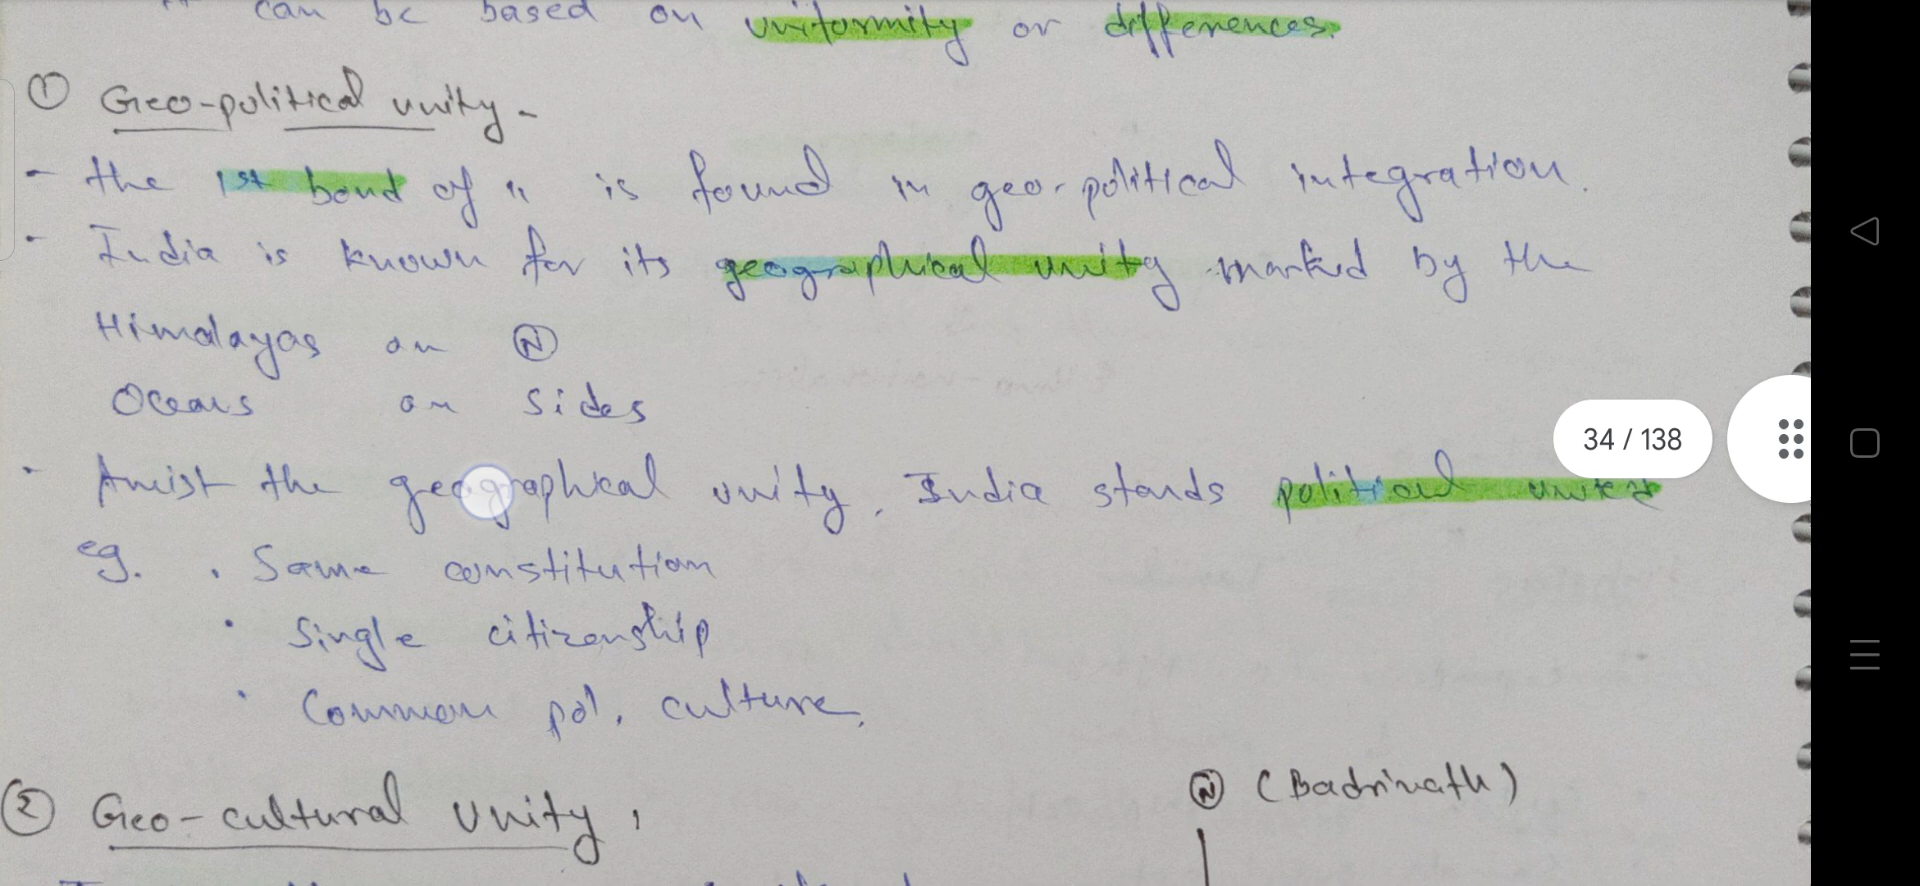 " can be based on uniformity or differences.
① Geo-political unity -
- the 1st bond of " is found in geo-political integration.
- India is known for its geographical unity marked by the
Himalayas on Ⓝ
Oceans on sides
34 / 138
- Amist the geographical unity, India stands political united
eg. . Same constitution
· Single citizenship
· Common pol. culture.
Ⓝ (Badrinath)
② Geo-cultural Unity,